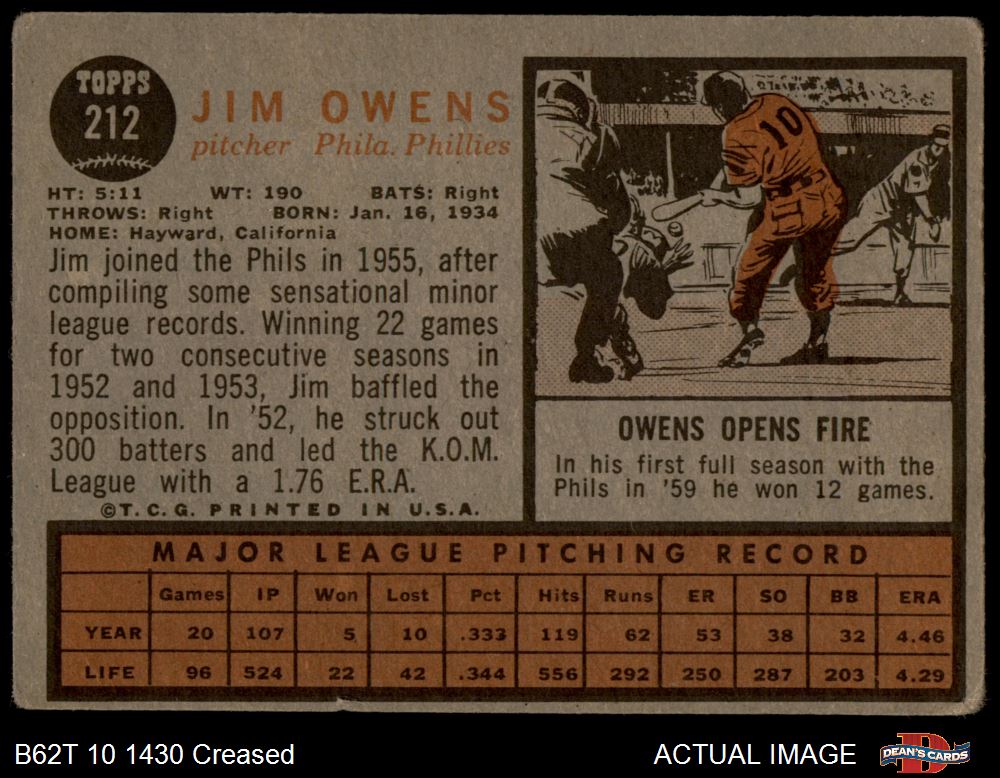 TOPPS
212
JIM OWENS
pitcher Phila. Phillies
HT: 5:11 WT: 190 BATS: Right
THROWS: Right BORN: Jan. 16, 1934
HOME: Hayward, California
Jim joined the Phils in 1955, after
compiling some sensational minor
league records. Winning 22 games
for two consecutive seasons in
1952 and 1953, Jim baffled the
opposition. In '52, he struck out
300 batters and led the K.O.M.
League with a 1.76 E.R.A.
©T.C.G. PRINTED IN U.S.A.
10
OWENS OPENS FIRE
In his first full season with the
Phils in '59 he won 12 games.
MAJOR LEAGUE PITCHING RECORD
Games IP Won Lost Pct Hits Runs ER SO BB ERA
YEAR 20 107 5 10 .333 119 62 53 38 32 4.46
LIFE 96 524 22 42 .344 556 292 250 287 203 4.29
B62T 10 1430 Creased
ACTUAL IMAGE
DEAN'S CARDS